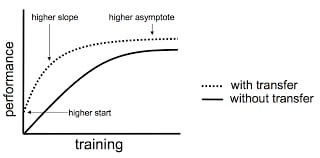 higher slope
higher asymptote
performance
higher start
training
with transfer
without transfer